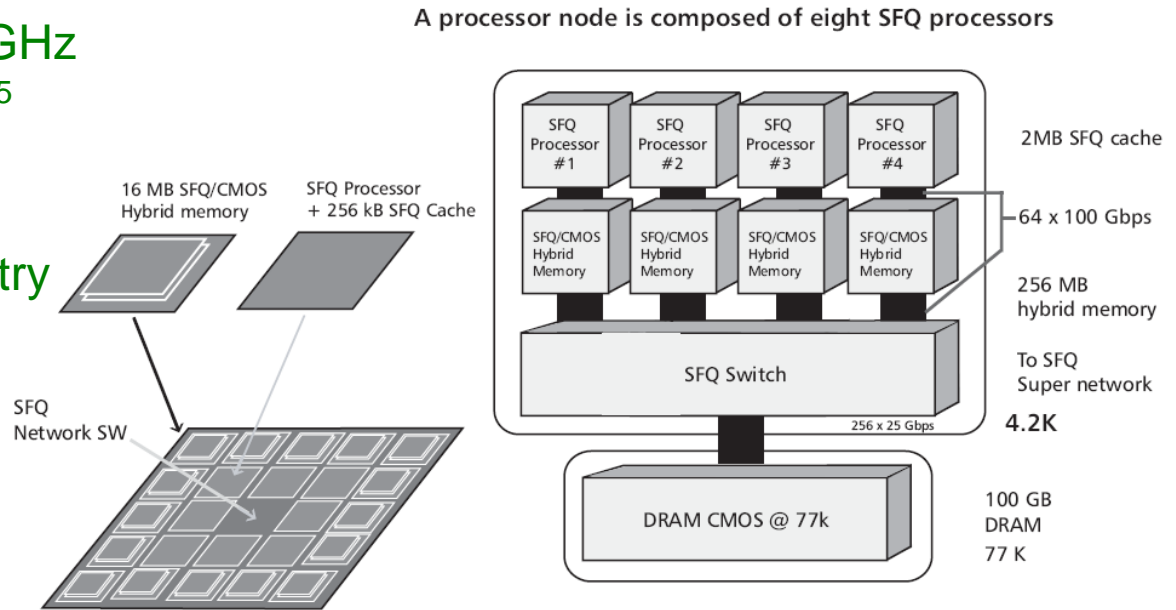 A processor node is composed of eight SFQ processors
GHz
5
try
16 MB SFQ/CMOS
Hybrid memory
SFQ Processor
+ 256 kB SFQ Cache
SFQ
Network SW
SFQ
Processor
#1
SFQ
Processor
#2
SFQ
Processor
#3
SFQ
Processor
#4
2MB SFQ cache
64 x 100 Gbps
SFQ/CMOS
Hybrid
Memory
SFQ/CMOS
Hybrid
Memory
SFQ/CMOS
Hybrid
Memory
SFQ/CMOS
Hybrid
Memory
256 MB
hybrid memory
SFQ Switch
To SFQ
Super network
256 x 25 Gbps
4.2K
DRAM CMOS @ 77k
100 GB
DRAM
77 K